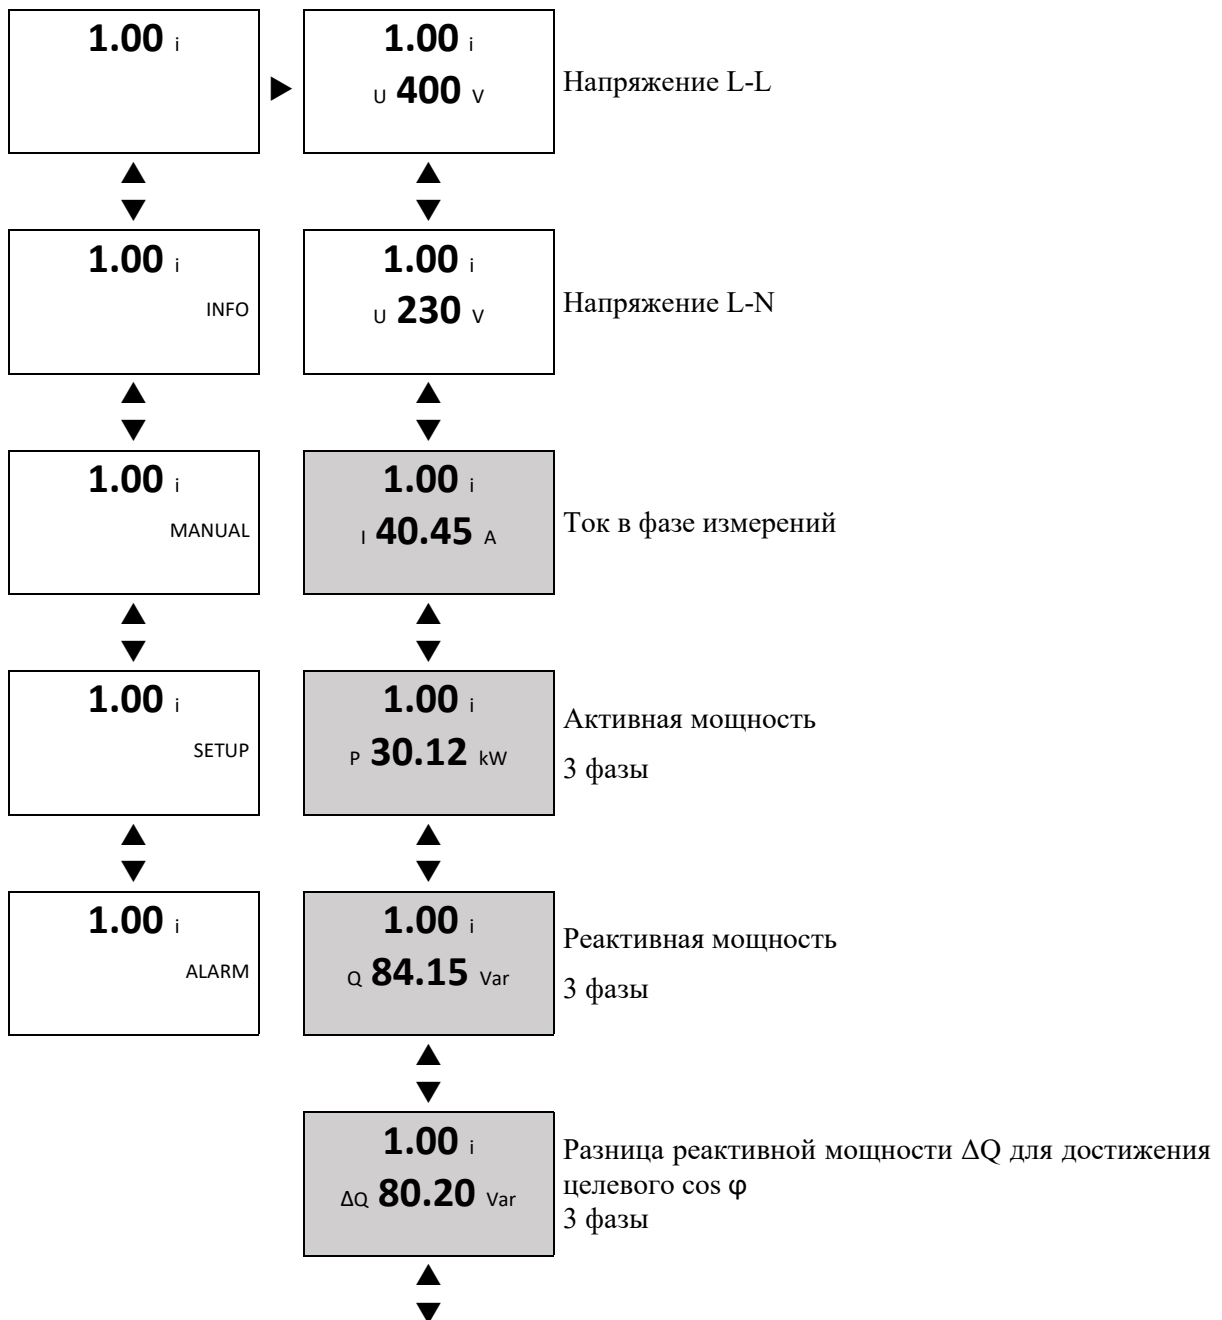 1.00 i
1.00 i
U 400 V
Напряжение L-L
1.00 i
INFO
1.00 i
U 230 V
Напряжение L-N
1.00 i
MANUAL
1.00 i
I 40.45 A
Ток в фазе измерений
1.00 i
SETUP
1.00 i
P 30.12 kW
Активная мощность
3 фазы
1.00 i
ALARM
1.00 i
Q 84.15 Var
Реактивная мощность
3 фазы
1.00 i
ΔQ 80.20 Var
Разница реактивной мощности ΔQ для достижения
целевого cos φ
3 фазы